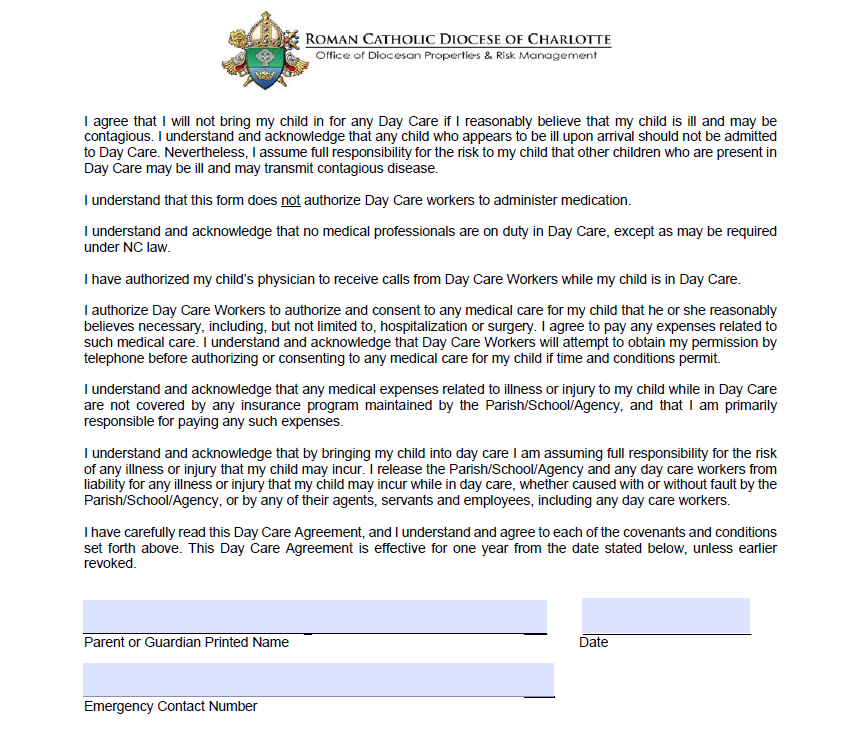 ROMAN CATHOLIC DIOCESE OF CHARLOTTE
Office of Diocesan Properties & Risk Management
I agree that I will not bring my child in for any Day Care if I reasonably believe that my child is ill and may be
contagious. I understand and acknowledge that any child who appears to be ill upon arrival should not be admitted
to Day Care. Nevertheless, I assume full responsibility for the risk to my child that other children who are present in
Day Care may be ill and may transmit contagious disease.
I understand that this form does not authorize Day Care workers to administer medication.
I understand and acknowledge that no medical professionals are on duty in Day Care, except as may be required
under NC law.
I have authorized my child's physician to receive calls from Day Care Workers while my child is in Day Care.
I authorize Day Care Workers to authorize and consent to any medical care for my child that he or she reasonably
believes necessary, including, but not limited to, hospitalization or surgery. I agree to pay any expenses related to
such medical care. I understand and acknowledge that Day Care Workers will attempt to obtain my permission by
telephone before authorizing or consenting to any medical care for my child if time and conditions permit.
I understand and acknowledge that any medical expenses related to illness or injury to my child while in Day Care
are not covered by any insurance program maintained by the Parish/School/Agency, and that I am primarily
responsible for paying any such expenses.
I understand and acknowledge that by bringing my child into day care I am assuming full responsibility for the risk
of any illness or injury that my child may incur. I release the Parish/School/Agency and any day care workers from
liability for any illness or injury that my child may incur while in day care, whether caused with or without fault by the
Parish/School/Agency, or by any of their agents, servants and employees, including any day care workers.
I have carefully read this Day Care Agreement, and I understand and agree to each of the covenants and conditions
set forth above. This Day Care Agreement is effective for one year from the date stated below, unless earlier
revoked.
Parent or Guardian Printed Name
Date
Emergency Contact Number